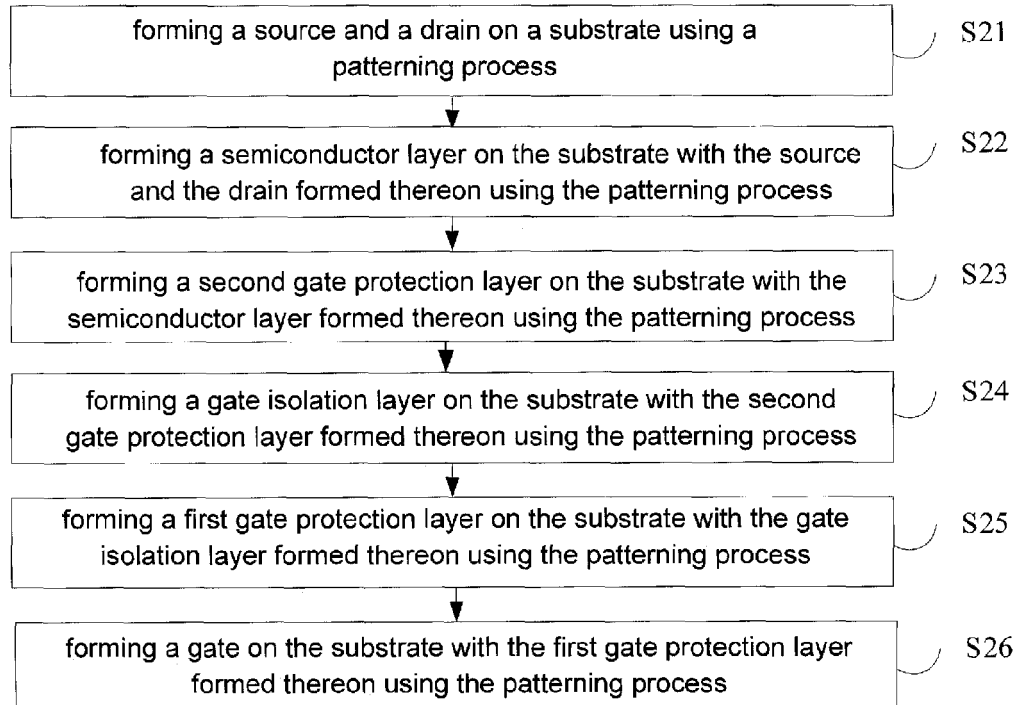 forming a source and a drain on a substrate using a
patterning process
S21
forming a semiconductor layer on the substrate with the source
and the drain formed thereon using the patterning process
S22
forming a second gate protection layer on the substrate with the
semiconductor layer formed thereon using the patterning process
S23
forming a gate isolation layer on the substrate with the second
gate protection layer formed thereon using the patterning process
S24
forming a first gate protection layer on the substrate with the gate
isolation layer formed thereon using the patterning process
S25
forming a gate on the substrate with the first gate protection layer
formed thereon using the patterning process
S26